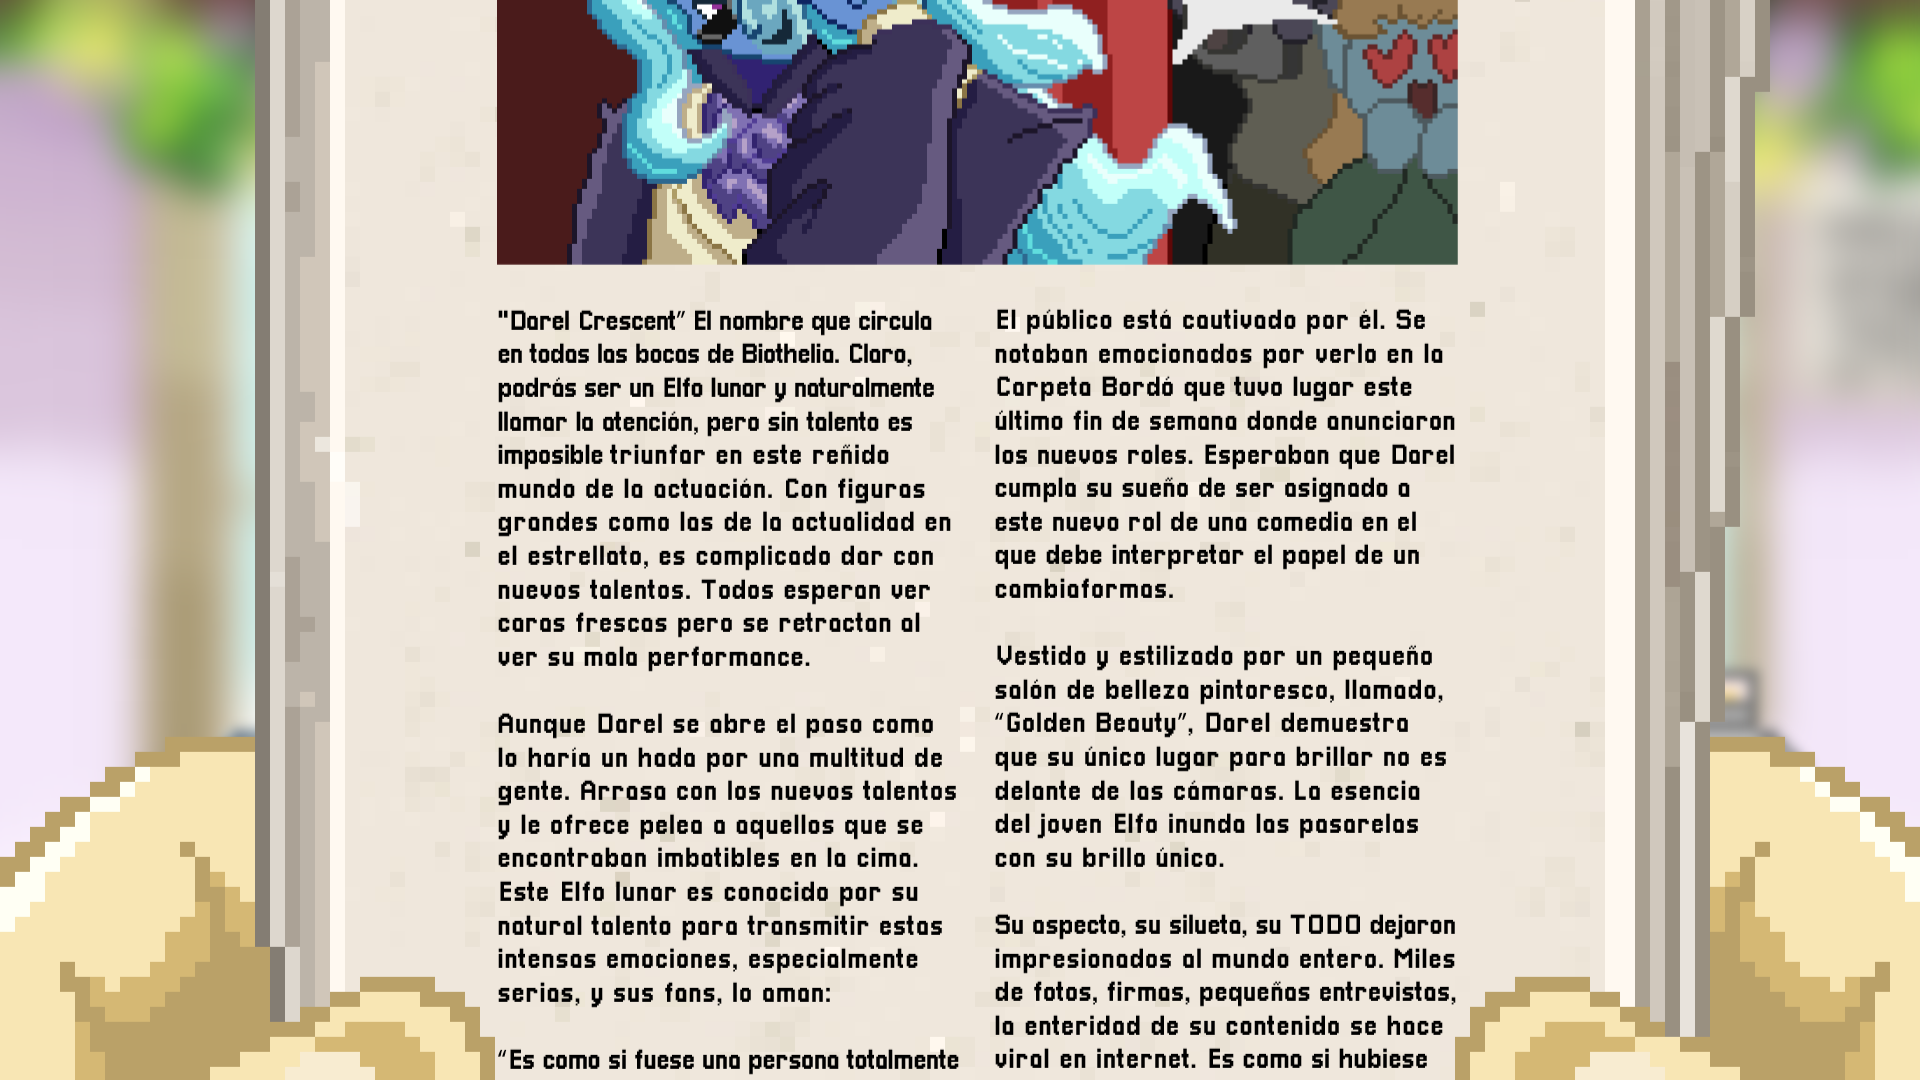 "Darel Crescent” El nombre que circula
en todas las bocas de Biothelia. Claro,
podrás ser un Elfo lunar y naturalmente
llamar la atención, pero sin talento es
imposible triunfar en este reñido
mundo de la actuación. Con figuras
grandes como las de la actualidad en
el estrellato, es complicado dar con
nuevos talentos. Todos esperan ver
caras frescas pero se retractan al
ver su mala performance.
Aunque Darel se abre el paso como
lo haría un hada por una multitud de
gente. Arrasa con los nuevos talentos
y le ofrece pelea a aquellos que se
encontraban imbatibles en la cima.
Este Elfo lunar es conocido por su
natural talento para transmitir estas
intensas emociones, especialmente
serias, y sus fans, lo aman:
“Es como si fuese una persona totalmente
El público está cautivado por él. Se
notaban emocionados por verlo en la
Carpeta Bordó que tuvo lugar este
último fin de semana donde anunciaron
los nuevos roles. Esperaban que Darel
cumpla su sueño de ser asignado a
este nuevo rol de una comedia en el
que debe interpretar el papel de un
cambiaformas.
Vestido y estilizado por un pequeño
salón de belleza pintoresco, llamado,
“Golden Beauty”, Darel demuestra
que su único lugar para brillar no es
delante de las cámaras. La esencia
del joven Elfo inunda las pasarelas
con su brillo único.
Su aspecto, su silueta, su TODO dejaron
impresionados al mundo entero. Miles
de fotos, firmas, pequeñas entrevistas,
la enteridad de su contenido se hace
viral en internet. Es como si hubiese